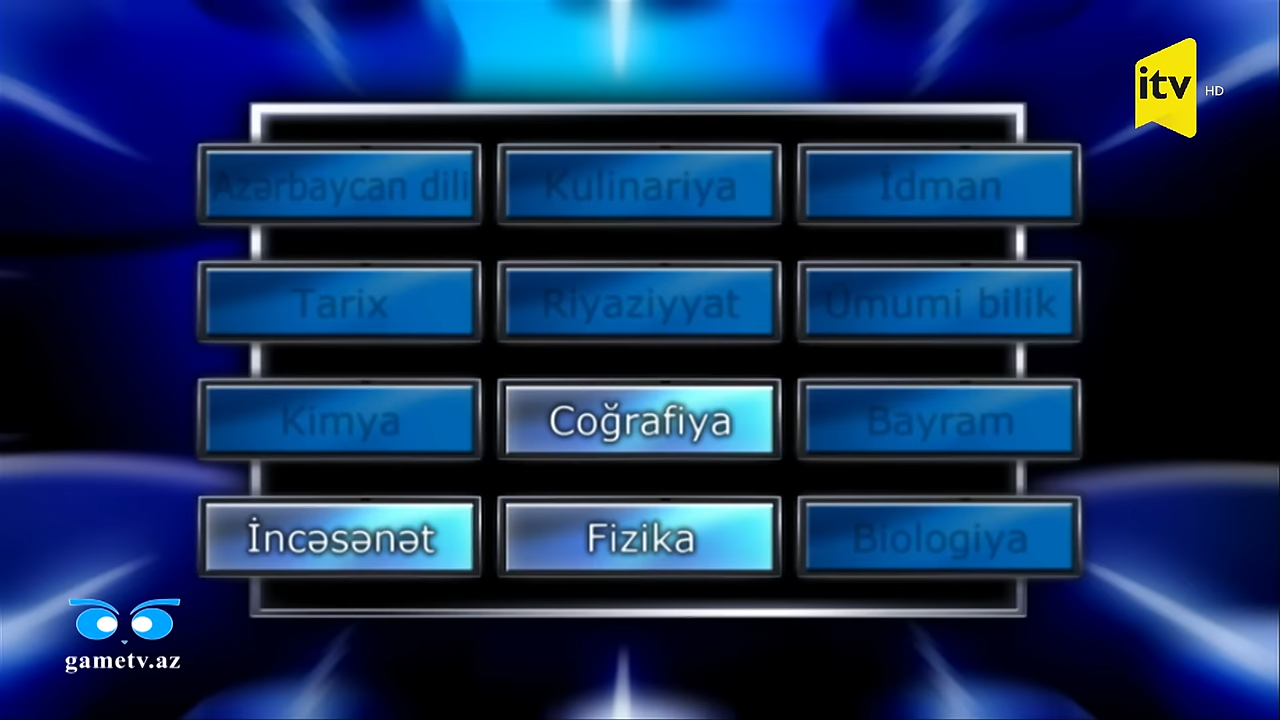 itv HD
Azərbaycan dili
Kulinariya
İdman
Tarix
Riyaziyyat
Ümumi bilik
Kimya
Coğrafiya
Bayram
İncəsənət
Fizika
Biologiya
gametv.az